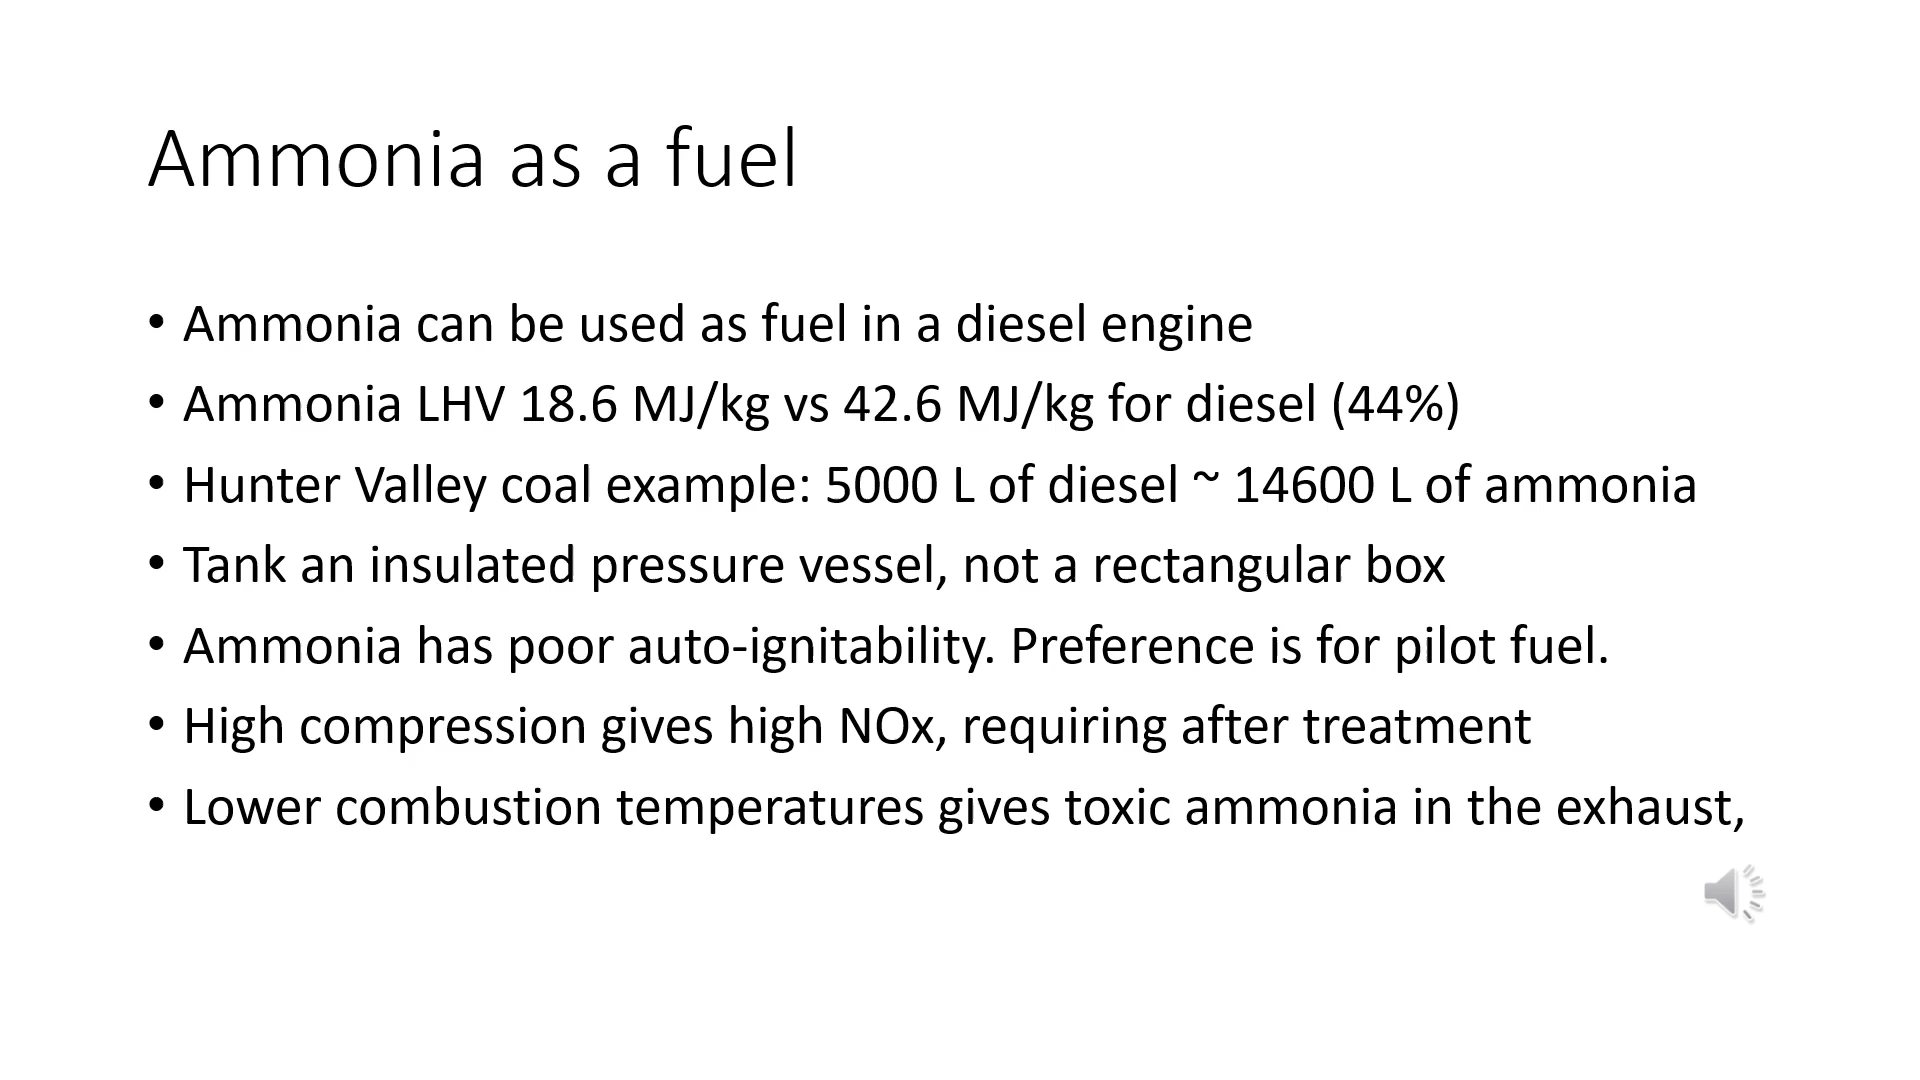 Ammonia as a fuel
• Ammonia can be used as fuel in a diesel engine
• Ammonia LHV 18.6 MJ/kg vs 42.6 MJ/kg for diesel (44%)
• Hunter Valley coal example: 5000 L of diesel ~ 14600 L of ammonia
• Tank an insulated pressure vessel, not a rectangular box
• Ammonia has poor auto-ignitability. Preference is for pilot fuel.
• High compression gives high NOx, requiring after treatment
• Lower combustion temperatures gives toxic ammonia in the exhaust,